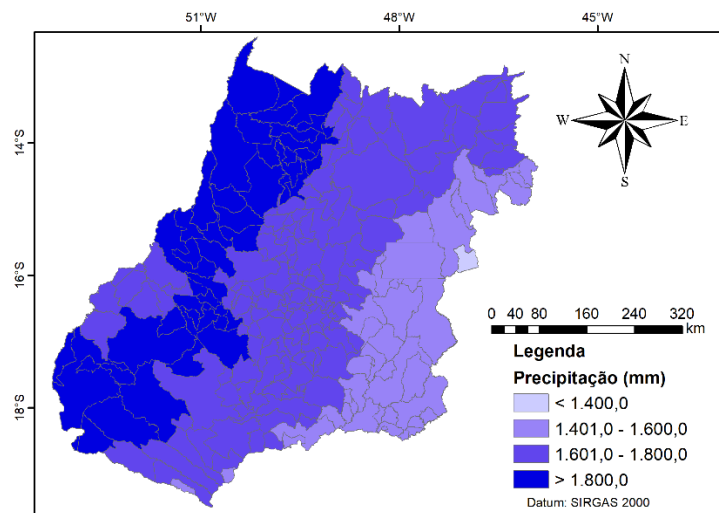 51°W 48°W 45°W
N
W E
S
14°S
16°S
18°S
0 40 80 160 240 320
km
Legenda
Precipitação (mm)
< 1.400,0
1.401,0 - 1.600,0
1.601,0 - 1.800,0
> 1.800,0
Datum: SIRGAS 2000